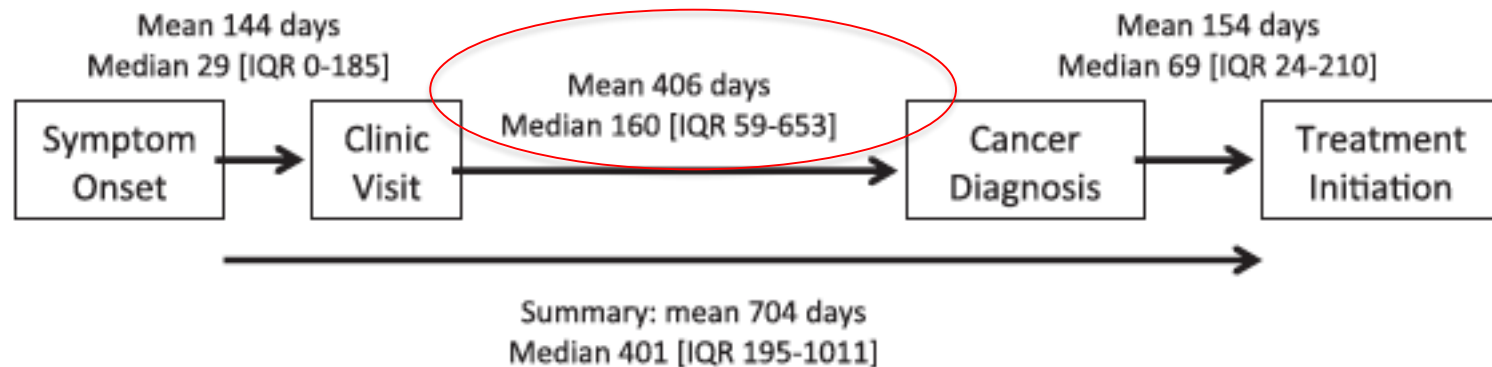 Mean 144 days
Median 29 [IQR 0-185]
Mean 406 days
Median 160 [IQR 59-653]
Mean 154 days
Median 69 [IQR 24-210]
Symptom
Onset
Clinic
Visit
Cancer
Diagnosis
Treatment
Initiation
Summary: mean 704 days
Median 401 [IQR 195-1011]